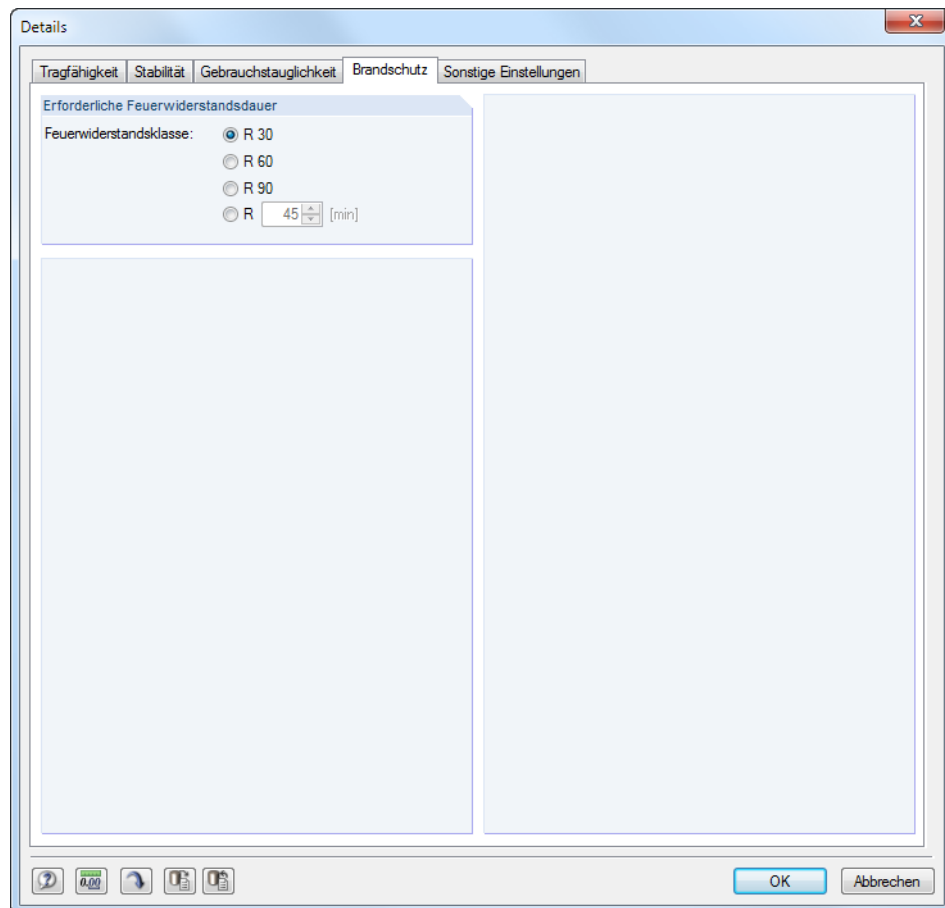 Details
Tragfähigkeit Stabilität Gebrauchstauglichkeit Brandschutz Sonstige Einstellungen
Erforderliche Feuerwiderstandsdauer
Feuerwiderstandsklasse: R 30
R 60
R 90
R 45 [min]
0.00 OK Abbrechen